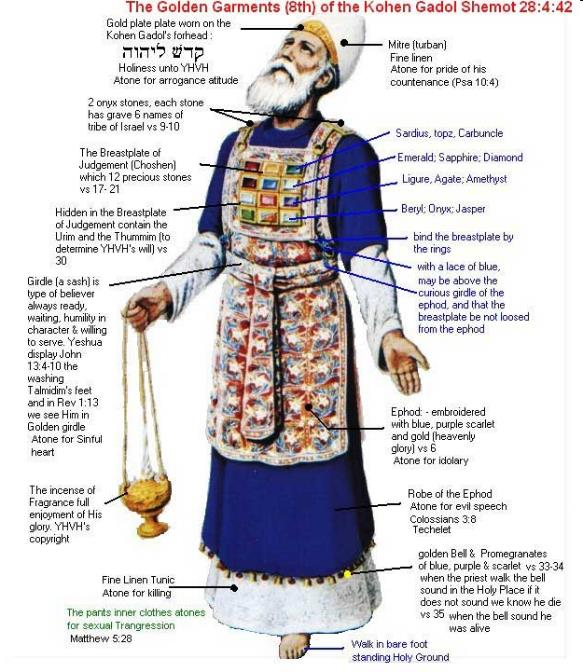 The Golden Garments (8th) of the Kohen Gadol Shemot 28:4:42
Gold plate plate worn on the
Kohen Gadol's forhead :
קדש ליהוה
Holiness unto YHVH
Atone for arrogance atitude
Mitre (turban)
Fine linen
Atone for pride of his
countenance (Psa 10:4)
2 onyx stones, each stone
has grave 6 names of
tribe of Israel vs 9-10
Sardius, topz, Carbuncle
Emerald; Sapphire; Diamond
Ligure, Agate; Amethyst
Beryl; Onyx; Jasper
The Breastplate of
Judgement (Choshen)
which 12 precious stones
vs 17- 21
Hidden in the Breastplate
of Judgement contain the
Urim and the Thummim (to
determine YHVH's will) vs
30
bind the breastplate by
the rings
with a lace of blue,
may be above the
curious girdle of the
ephod, and that the
breastplate be not loosed
from the ephod
Girdle (a sash) is
type of believer
always ready,
waiting, humility in
character & willing
to serve. Yeshua
display John
13:4-10 the
washing
Talmidim's feet
and in Rev 1:13
we see Him in
Golden girdle
Atone for Sinful
heart
Ephod: - embroidered
with blue, purple scarlet
and gold (heavenly
glory) vs 6
Atone for idolary
The incense of
Fragrance full
enjoyment of His
glory. YHVH's
copyright
Robe of the Ephod
Atone for evil speech
Colossians 3:8
Techelet
golden Bell & Promegranates
of blue, purple & scarlet vs 33-34
when the priest walk the bell
sound in the Holy Place if it
does not sound we know he die
vs 35 when the bell sound he
was alive
Fine Linen Tunic
Atone for killing
The pants inner clothes atones
for sexual Trangression
Matthew 5:28
Walk in bare foot
standing Holy Ground